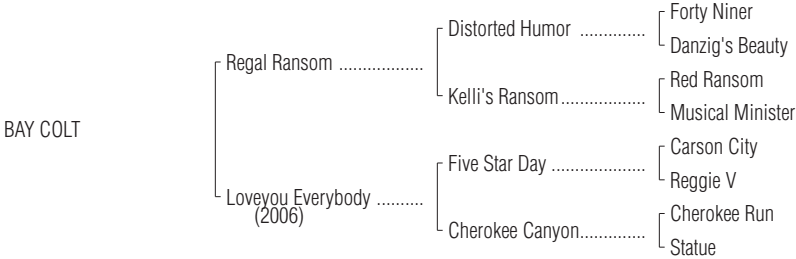 Forty Niner
Distorted Humor ..............
Danzig's Beauty
Regal Ransom ..................
Red Ransom
Kelli's Ransom..................
Musical Minister
BAY COLT
Carson City
Five Star Day ....................
Reggie V
Loveyou Everybody ..........
(2006)
Cherokee Run
Cherokee Canyon..............
Statue